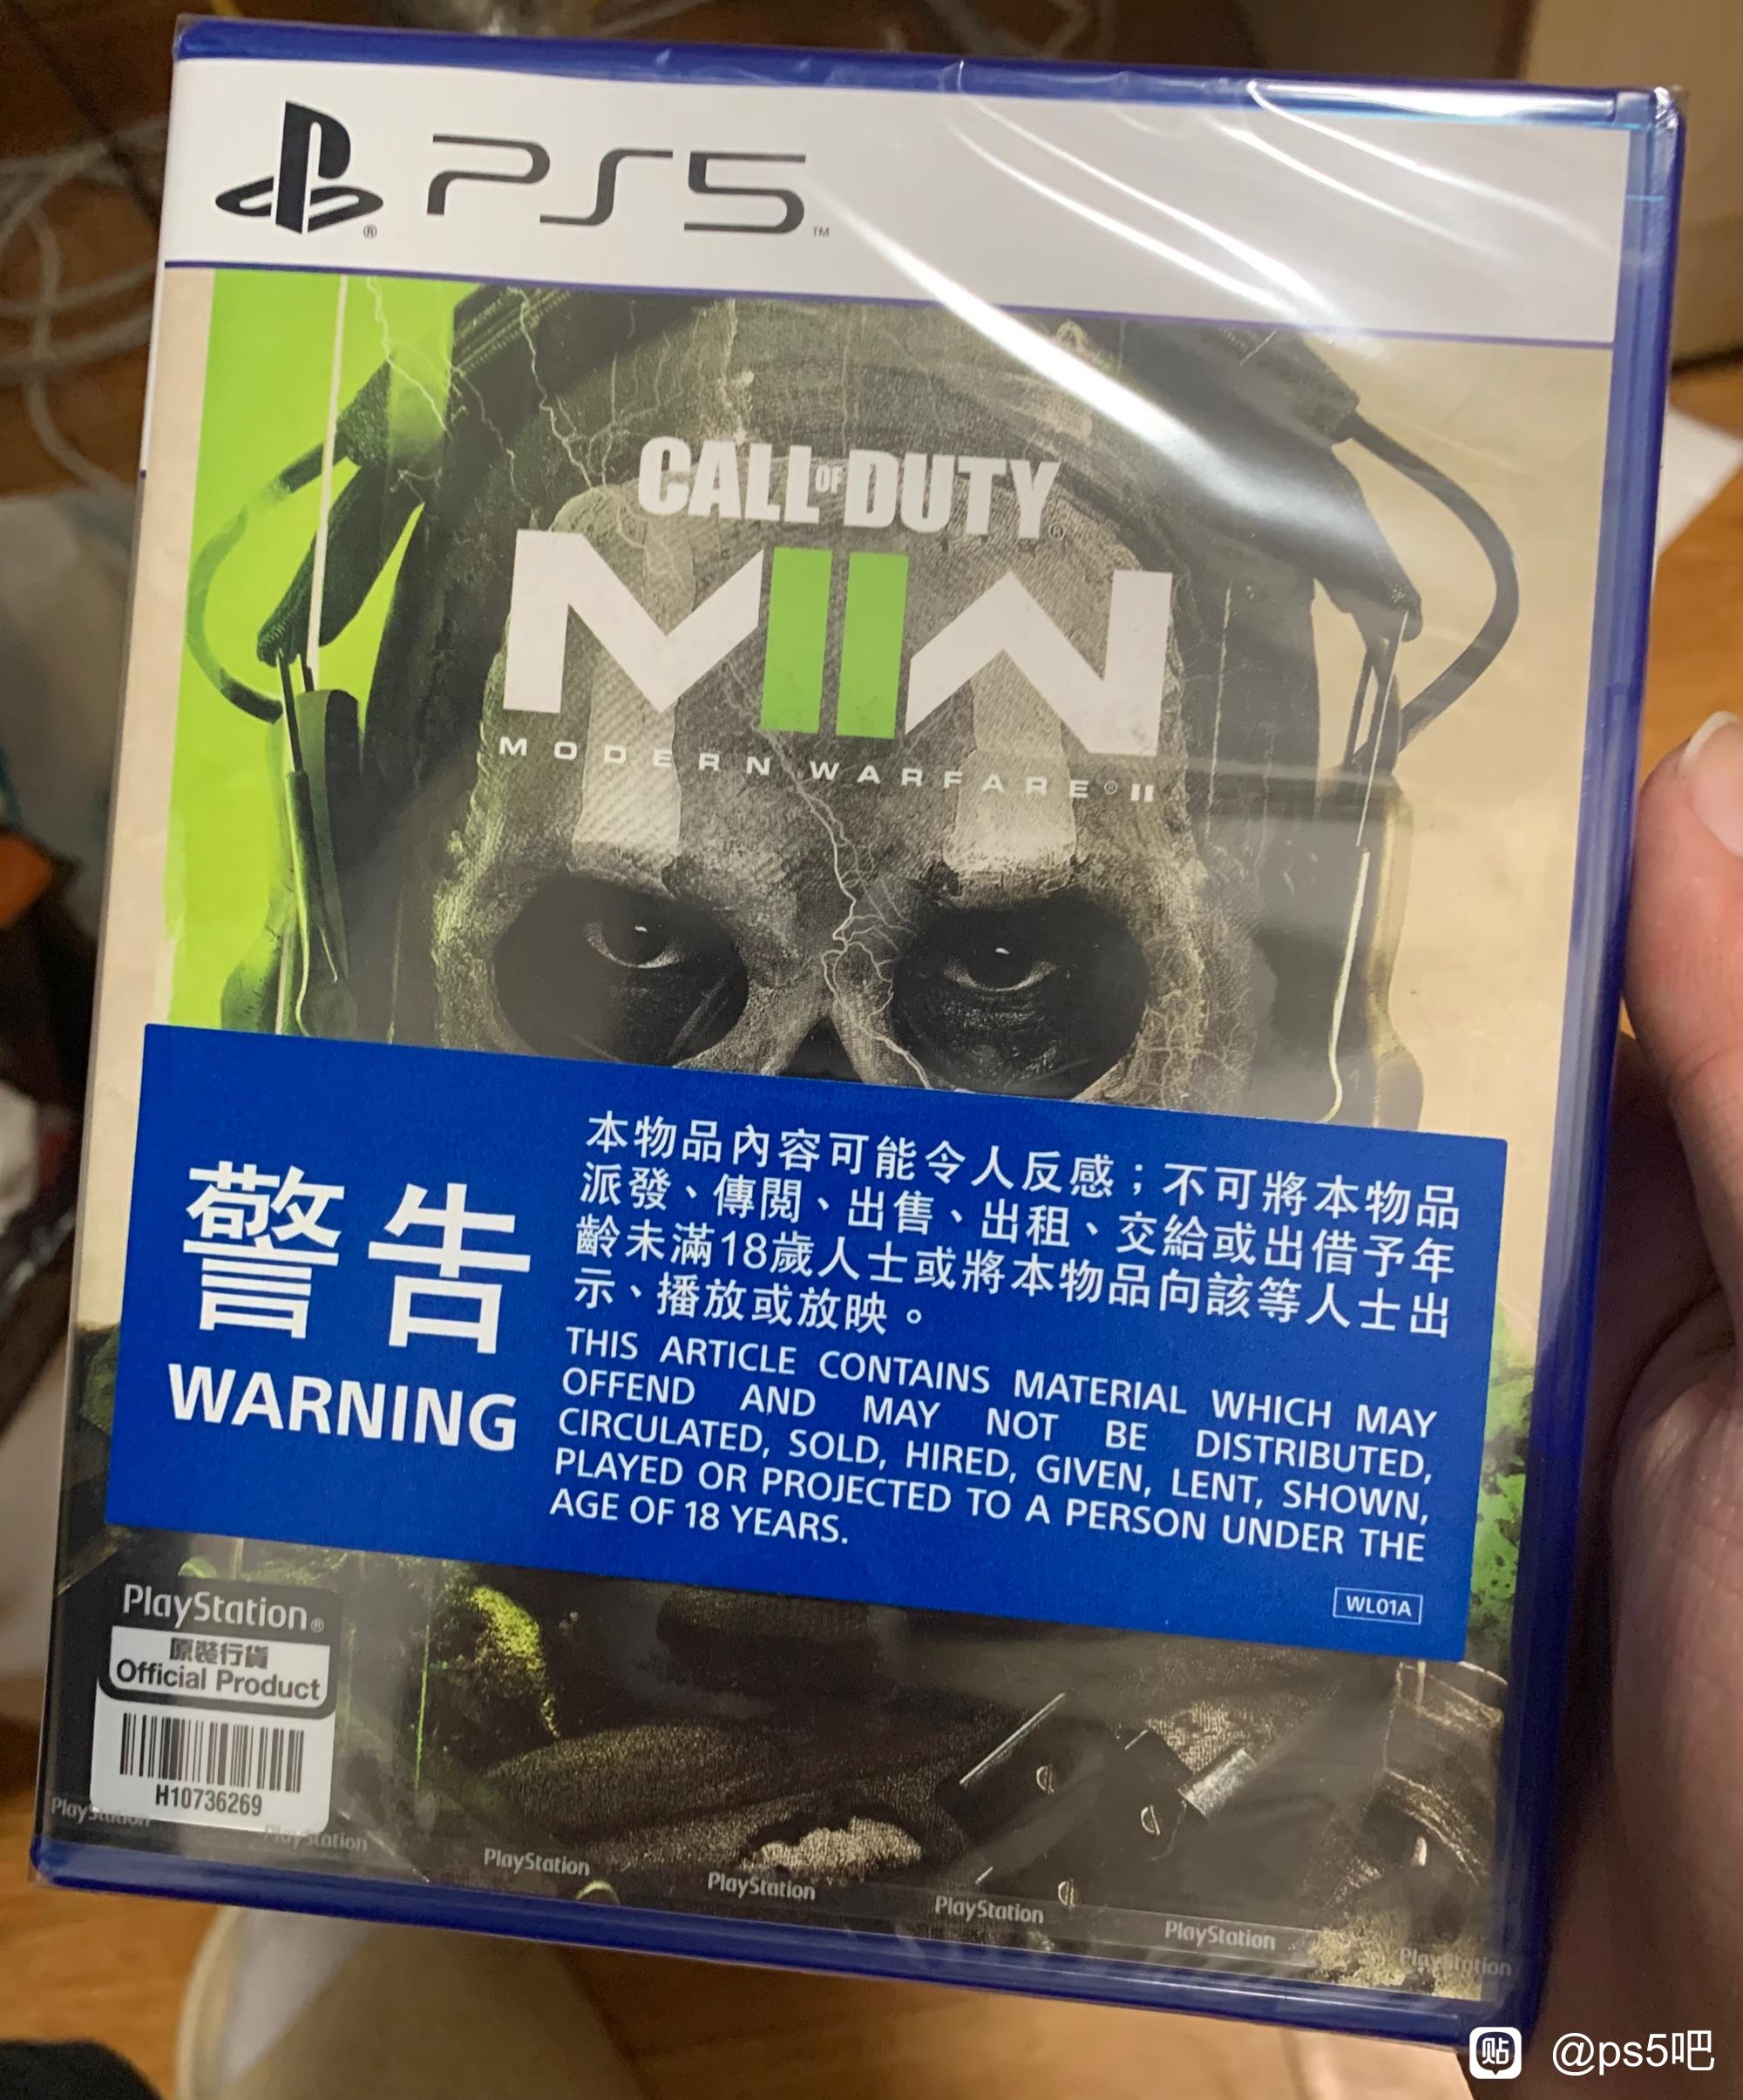 PS5™
CALL OF DUTY®
MIIW
MODERN WARFARE® II
警告
WARNING
本物品內容可能令人反感；不可將本物品
派發、傳閱、出售、出租、交給或出借予年
齡未滿18歲人士或將本物品向該等人士出
示、播放或放映。
THIS ARTICLE CONTAINS MATERIAL WHICH MAY
OFFEND AND MAY NOT BE DISTRIBUTED,
CIRCULATED, SOLD, HIRED, GIVEN, LENT, SHOWN,
PLAYED OR PROJECTED TO A PERSON UNDER THE
AGE OF 18 YEARS.
WL01A
PlayStation®
原裝行貨
Official Product
H10736269
PlayStation PlayStation PlayStation PlayStation PlayStation PlayStation PlayStation
贴 @ps5吧